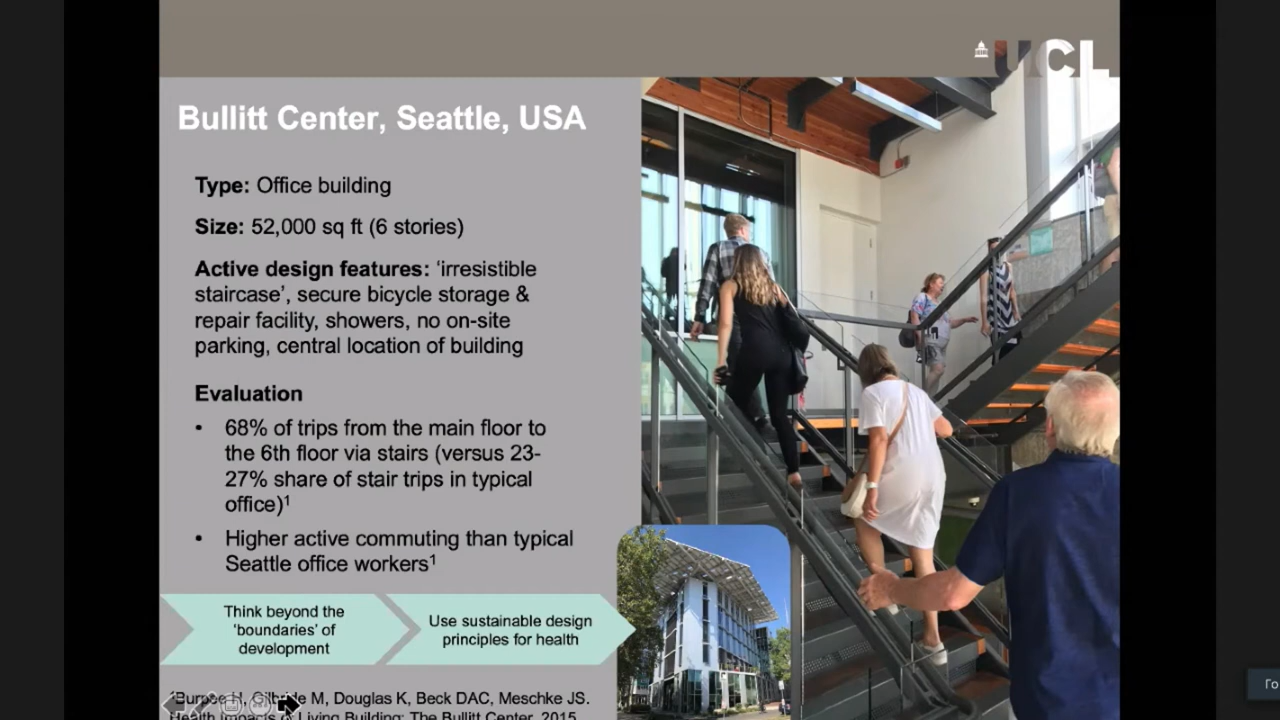 UCL
Bullitt Center, Seattle, USA
Type: Office building
Size: 52,000 sq ft (6 stories)
Active design features: ‘irresistible
staircase’, secure bicycle storage &
repair facility, showers, no on-site
parking, central location of building
Evaluation
• 68% of trips from the main floor to
the 6th floor via stairs (versus 23-
27% share of stair trips in typical
office)¹
• Higher active commuting than typical
Seattle office workers¹
Think beyond the
‘boundaries’ of
development
Use sustainable design
principles for health
M, Douglas K, Beck DAC, Meschke JS.
Health Impacts Living Building: The Bullitt Center, 2015
Го